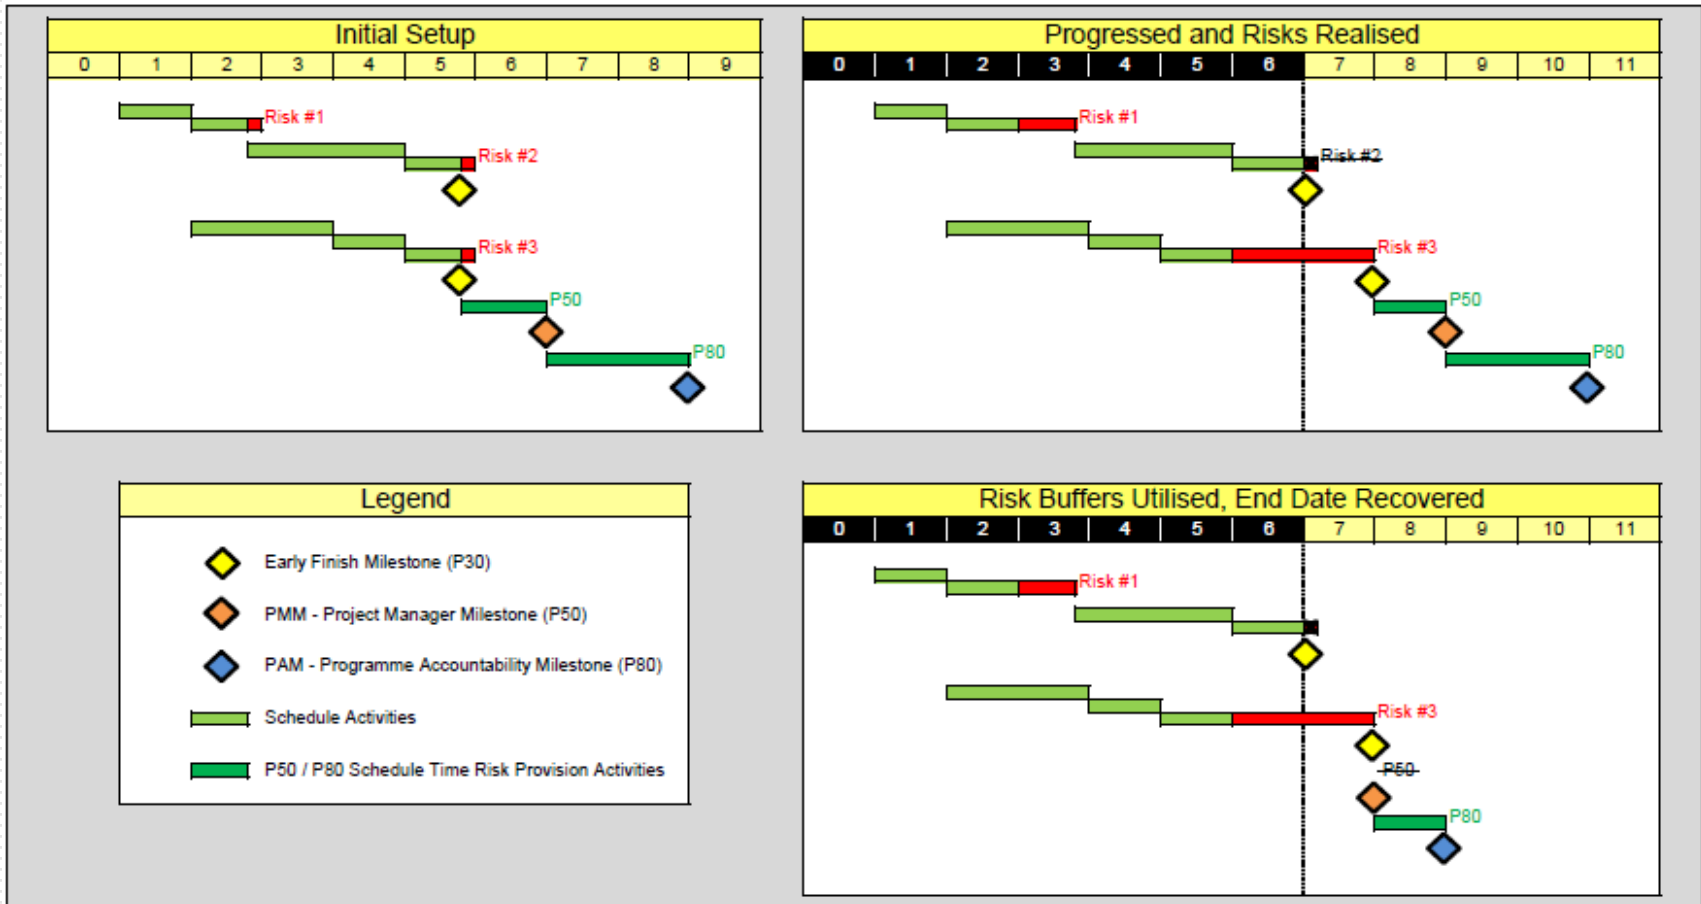 Initial Setup
0 1 2 3 4 5 6 7 8 9
Risk #1
Risk #2
Risk #3
P50
P80
Progressed and Risks Realised
0 1 2 3 4 5 6 7 8 9 10 11
Risk #1
Risk #2
Risk #3
P50
P80
Legend
Early Finish Milestone (P30)
PMM - Project Manager Milestone (P50)
PAM - Programme Accountability Milestone (P80)
Schedule Activities
P50 / P80 Schedule Time Risk Provision Activities
Risk Buffers Utilised, End Date Recovered
0 1 2 3 4 5 6 7 8 9 10 11
Risk #1
Risk #3
P50
P80